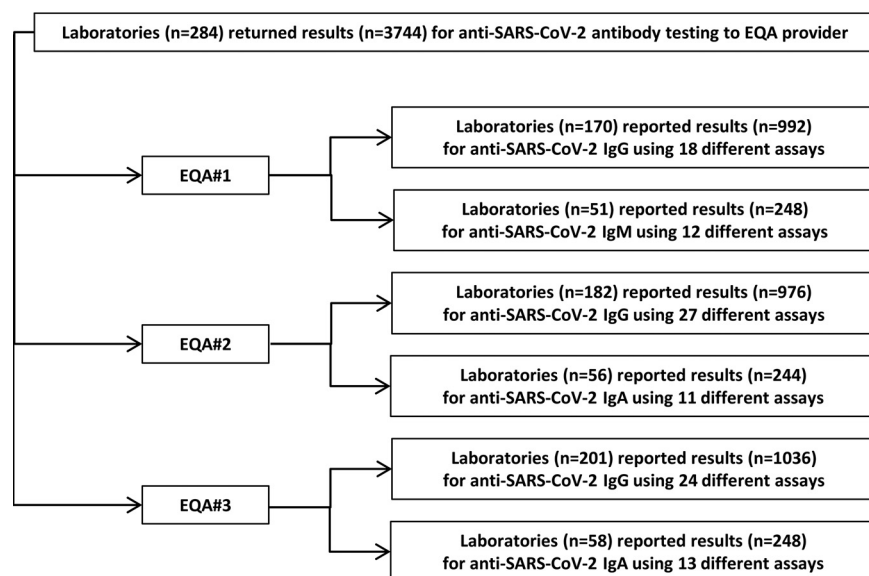 Laboratories (n=284) returned results (n=3744) for anti-SARS-CoV-2 antibody testing to EQA provider
EQA#1
Laboratories (n=170) reported results (n=992)
for anti-SARS-CoV-2 IgG using 18 different assays
Laboratories (n=51) reported results (n=248)
for anti-SARS-CoV-2 IgM using 12 different assays
EQA#2
Laboratories (n=182) reported results (n=976)
for anti-SARS-CoV-2 IgG using 27 different assays
Laboratories (n=56) reported results (n=244)
for anti-SARS-CoV-2 IgA using 11 different assays
EQA#3
Laboratories (n=201) reported results (n=1036)
for anti-SARS-CoV-2 IgG using 24 different assays
Laboratories (n=58) reported results (n=248)
for anti-SARS-CoV-2 IgA using 13 different assays